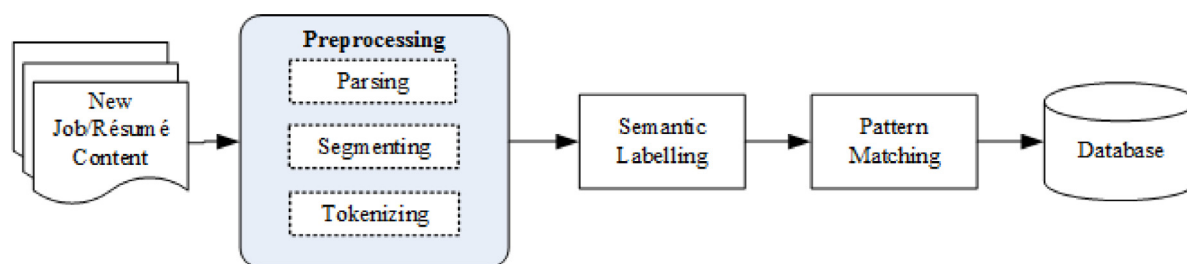 New
Job/Résumé
Content
Preprocessing
Parsing
Segmenting
Tokenizing
Semantic
Labelling
Pattern
Matching
Database